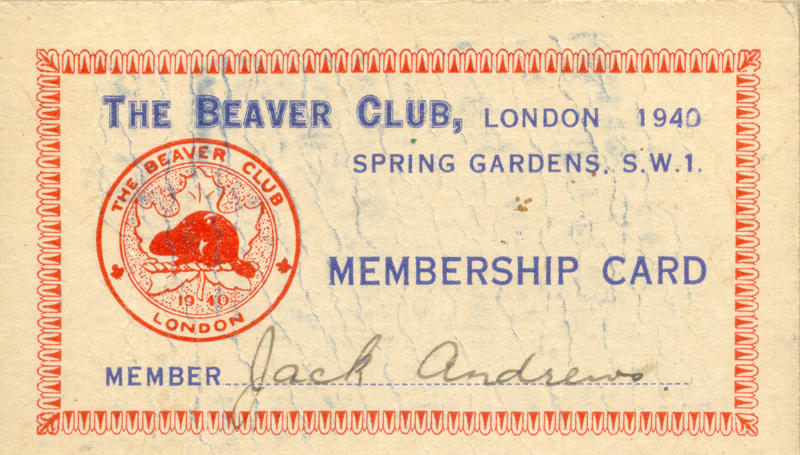 THE BEAVER CLUB, LONDON 1940
SPRING GARDENS. S.W.1.
THE BEAVER CLUB
1940
LONDON
MEMBERSHIP CARD
MEMBER Jack Andrews.